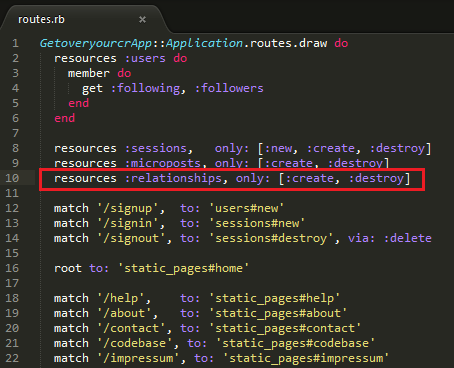 routes.rb ×
1 GetoveryourcrApp::Application.routes.draw do
2   resources :users do
3     member do
4       get :following, :followers
5     end
6   end
7
8   resources :sessions,   only: [:new, :create, :destroy]
9   resources :microposts, only: [:create, :destroy]
10   resources :relationships, only: [:create, :destroy]
11
12   match '/signup',  to: 'users#new'
13   match '/signin',  to: 'sessions#new'
14   match '/signout', to: 'sessions#destroy', via: :delete
15
16   root to: 'static_pages#home'
17
18   match '/help',    to: 'static_pages#help'
19   match '/about',   to: 'static_pages#about'
20   match '/contact', to: 'static_pages#contact'
21   match '/codebase', to: 'static_pages#codebase'
22   match '/impressum', to: 'static_pages#impressum'